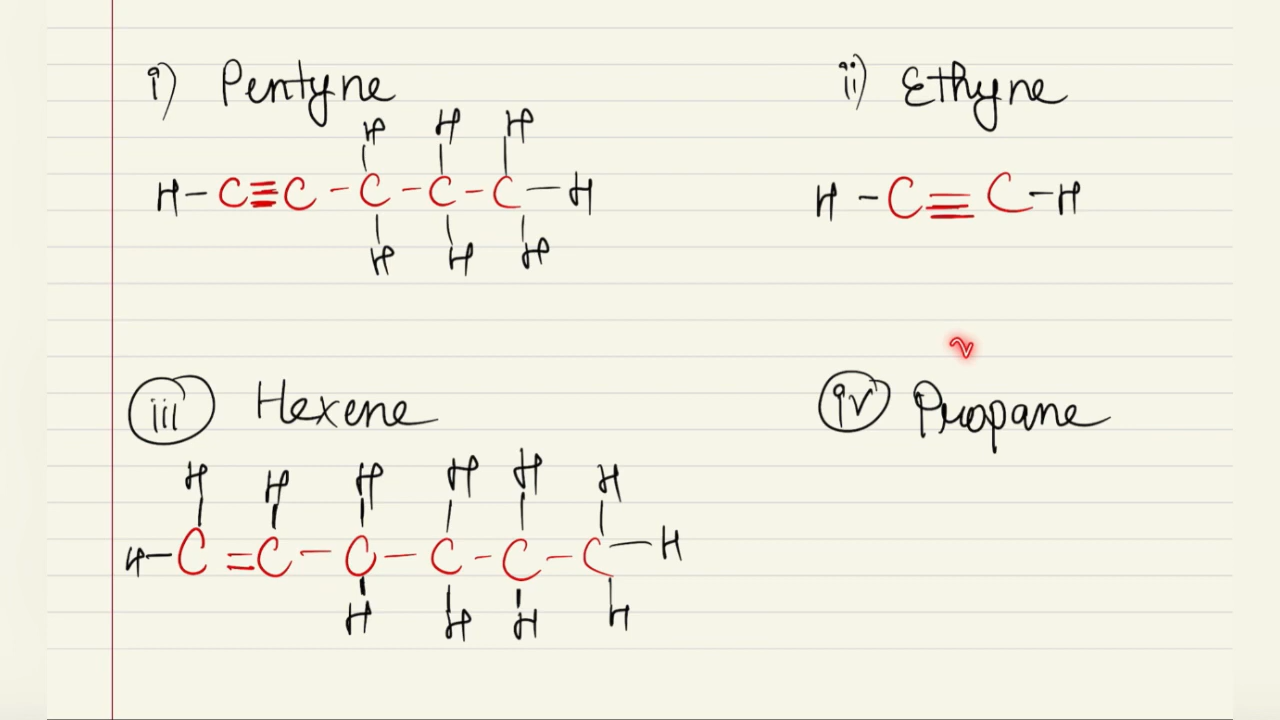 i) Pentyne
H H H
H-C≡C-C-C-C-H
H H H
ii) Ethyne
H-C≡C-H
iii) Hexene
H H H H H H
H-C=C-C-C-C-C-H
H H H H
iv) Propane